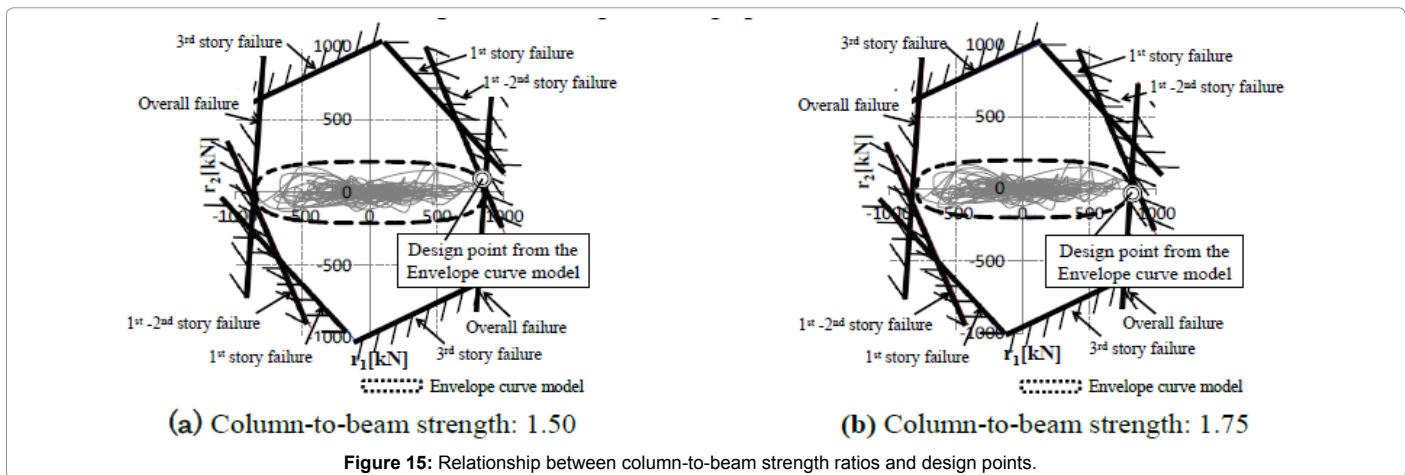 3rd story failure
1000
1st story failure
1st -2nd story failure
Overall failure
500
r2[kN]
0
-1000
-500
0
500
1000
Design point from the
Envelope curve model
-500
1st -2nd story failure
1st story failure
-1000
r1[kN]
Overall failure
3rd story failure
Envelope curve model
(a) Column-to-beam strength: 1.50
3rd story failure
1000
1st story failure
1st -2nd story failure
Overall failure
500
r2[kN]
0
-1000
-500
0
500
1000
Design point from the
Envelope curve model
-500
1st -2nd story failure
1st story failure
-1000
r1[kN]
Overall failure
3rd story failure
Envelope curve model
(b) Column-to-beam strength: 1.75
Figure 15: Relationship between column-to-beam strength ratios and design points.